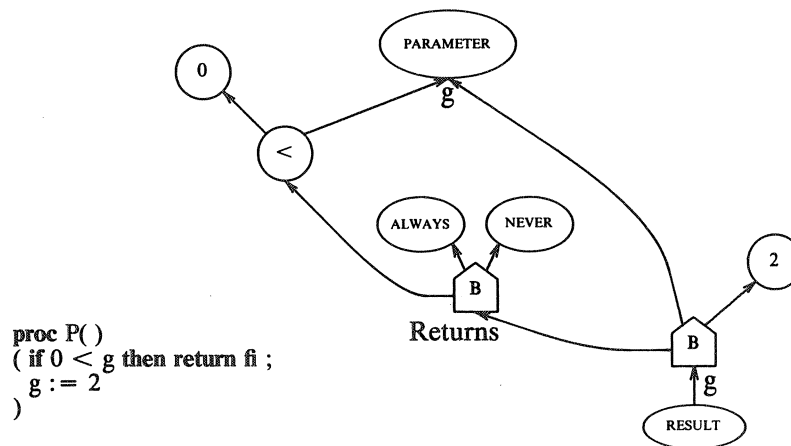 PARAMETER
0
g
<
ALWAYS
NEVER
2
B
Returns
B
g
RESULT
proc P( )
( if 0 < g then return fi ;
g := 2
)